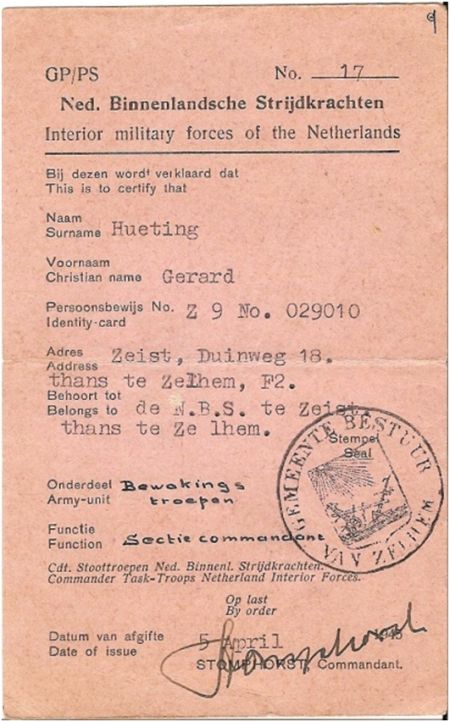 9
GP/PS No. 17
Ned. Binnenlandsche Strijdkrachten
Interior military forces of the Netherlands
Bij dezen wordt verklaard dat
This is to certify that
Naam
Surname Hueting
Voornaam
Christian name Gerard
Persoonsbewijs No. Z 9 No. 029010
Identity-card
Adres
Address Zeist, Duinweg 18.
thans te Zelhem, F2.
Behoort tot
Belongs to de N.B.S. te Zeist,
thans te Ze lhem.
Stempel
Seal
GEMEENTE BESTUUR
VAN ZELHEM
Onderdeel Bewakings
Army-unit troepen
Functie
Function Sectie commandant
Cdt. Stoottroepen Ned. Binnenl. Strijdkrachten.
Commander Task-Troops Netherland Interior Forces.
Op last
By order
Datum van afgifte 5 April 1945
Date of issue
STOMPHORST, Commandant.
Stomphorst